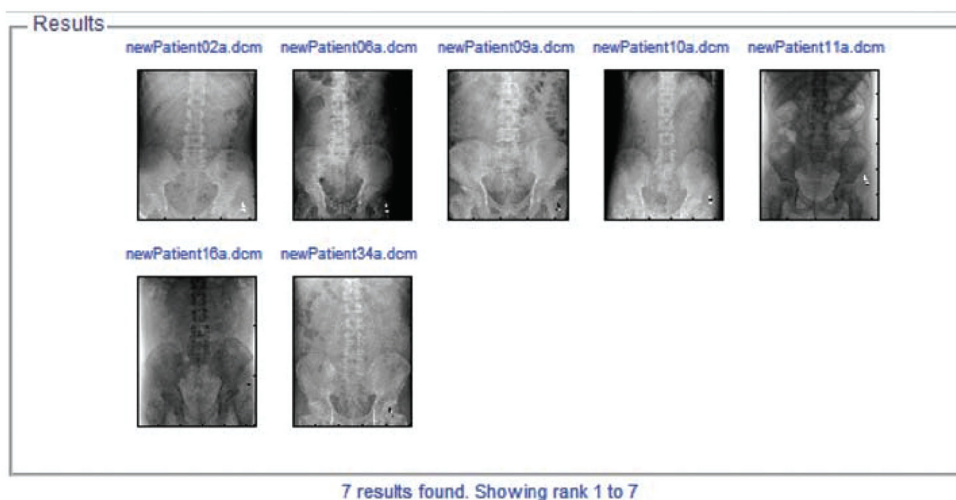 Results
newPatient02a.dcm newPatient06a.dcm newPatient09a.dcm newPatient10a.dcm newPatient11a.dcm
newPatient16a.dcm newPatient34a.dcm
7 results found. Showing rank 1 to 7